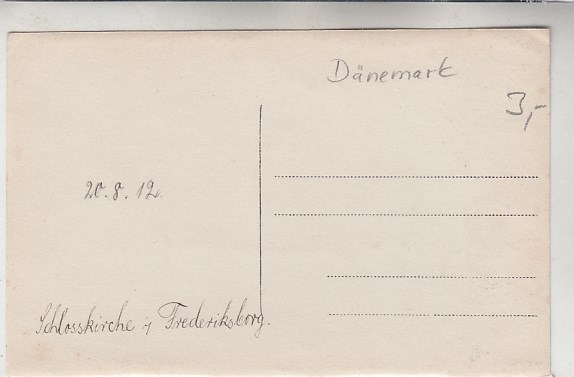 Dänemark
3,-
20.8.12.
Schlosskirche i Frederiksborg.